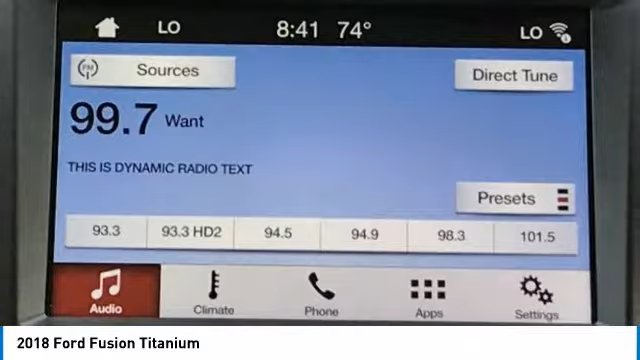 LO 8:41 74° LO
FM Sources Direct Tune
99.7 Want
THIS IS DYNAMIC RADIO TEXT
Presets
93.3 93.3 HD2 94.5 94.9 98.3 101.5
Audio Climate Phone Apps Settings
2018 Ford Fusion Titanium